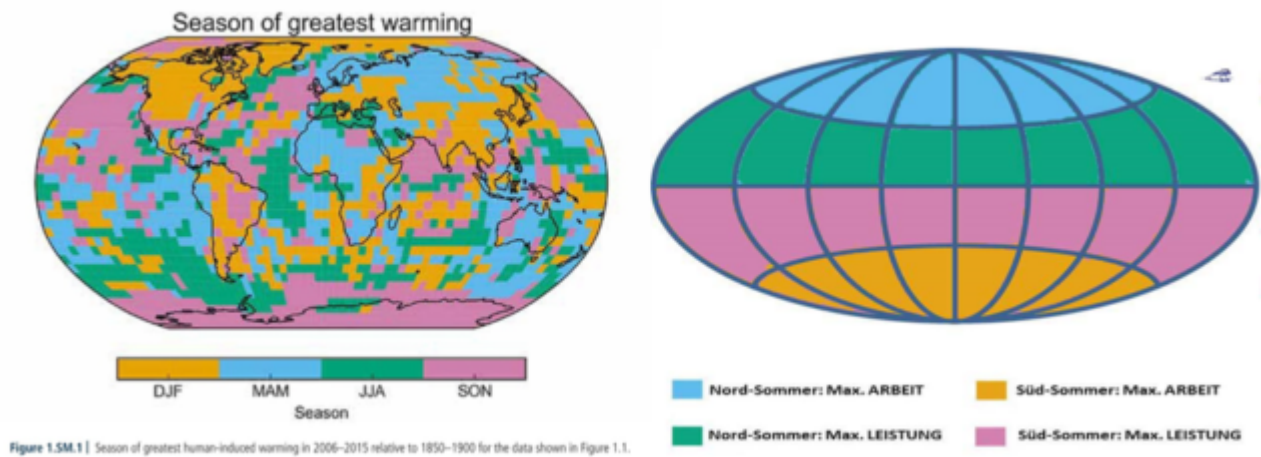 Season of greatest warming
DJF MAM JJA SON
Season
Figure 1.SM.1 | Season of greatest human-induced warming in 2006–2015 relative to 1850–1900 for the data shown in Figure 1.1.
Nord-Sommer: Max. ARBEIT
Süd-Sommer: Max. ARBEIT
Nord-Sommer: Max. LEISTUNG
Süd-Sommer: Max. LEISTUNG